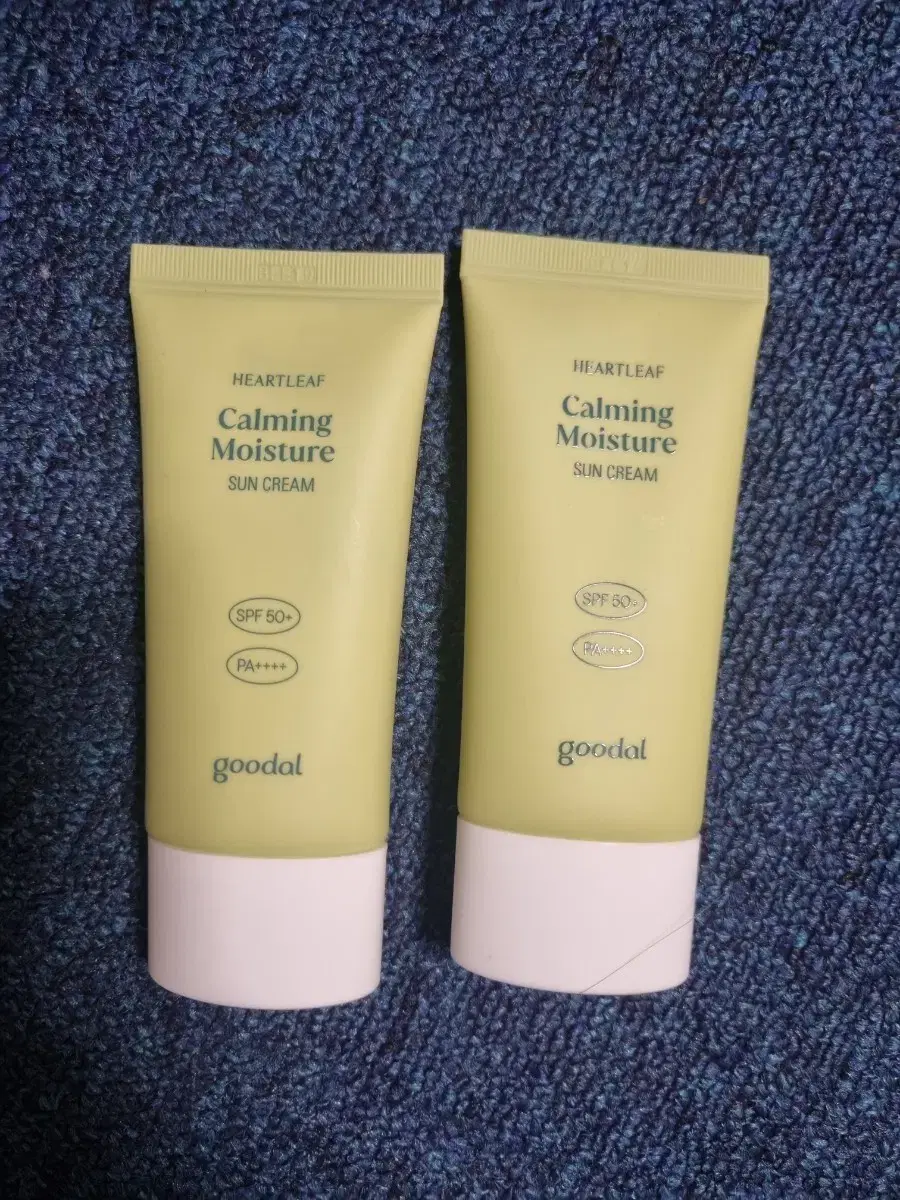 HEARTLEAF
Calming
Moisture
SUN CREAM
SPF 50+
PA++++
goodal
HEARTLEAF
Calming
Moisture
SUN CREAM
SPF 50+
PA++++
goodal